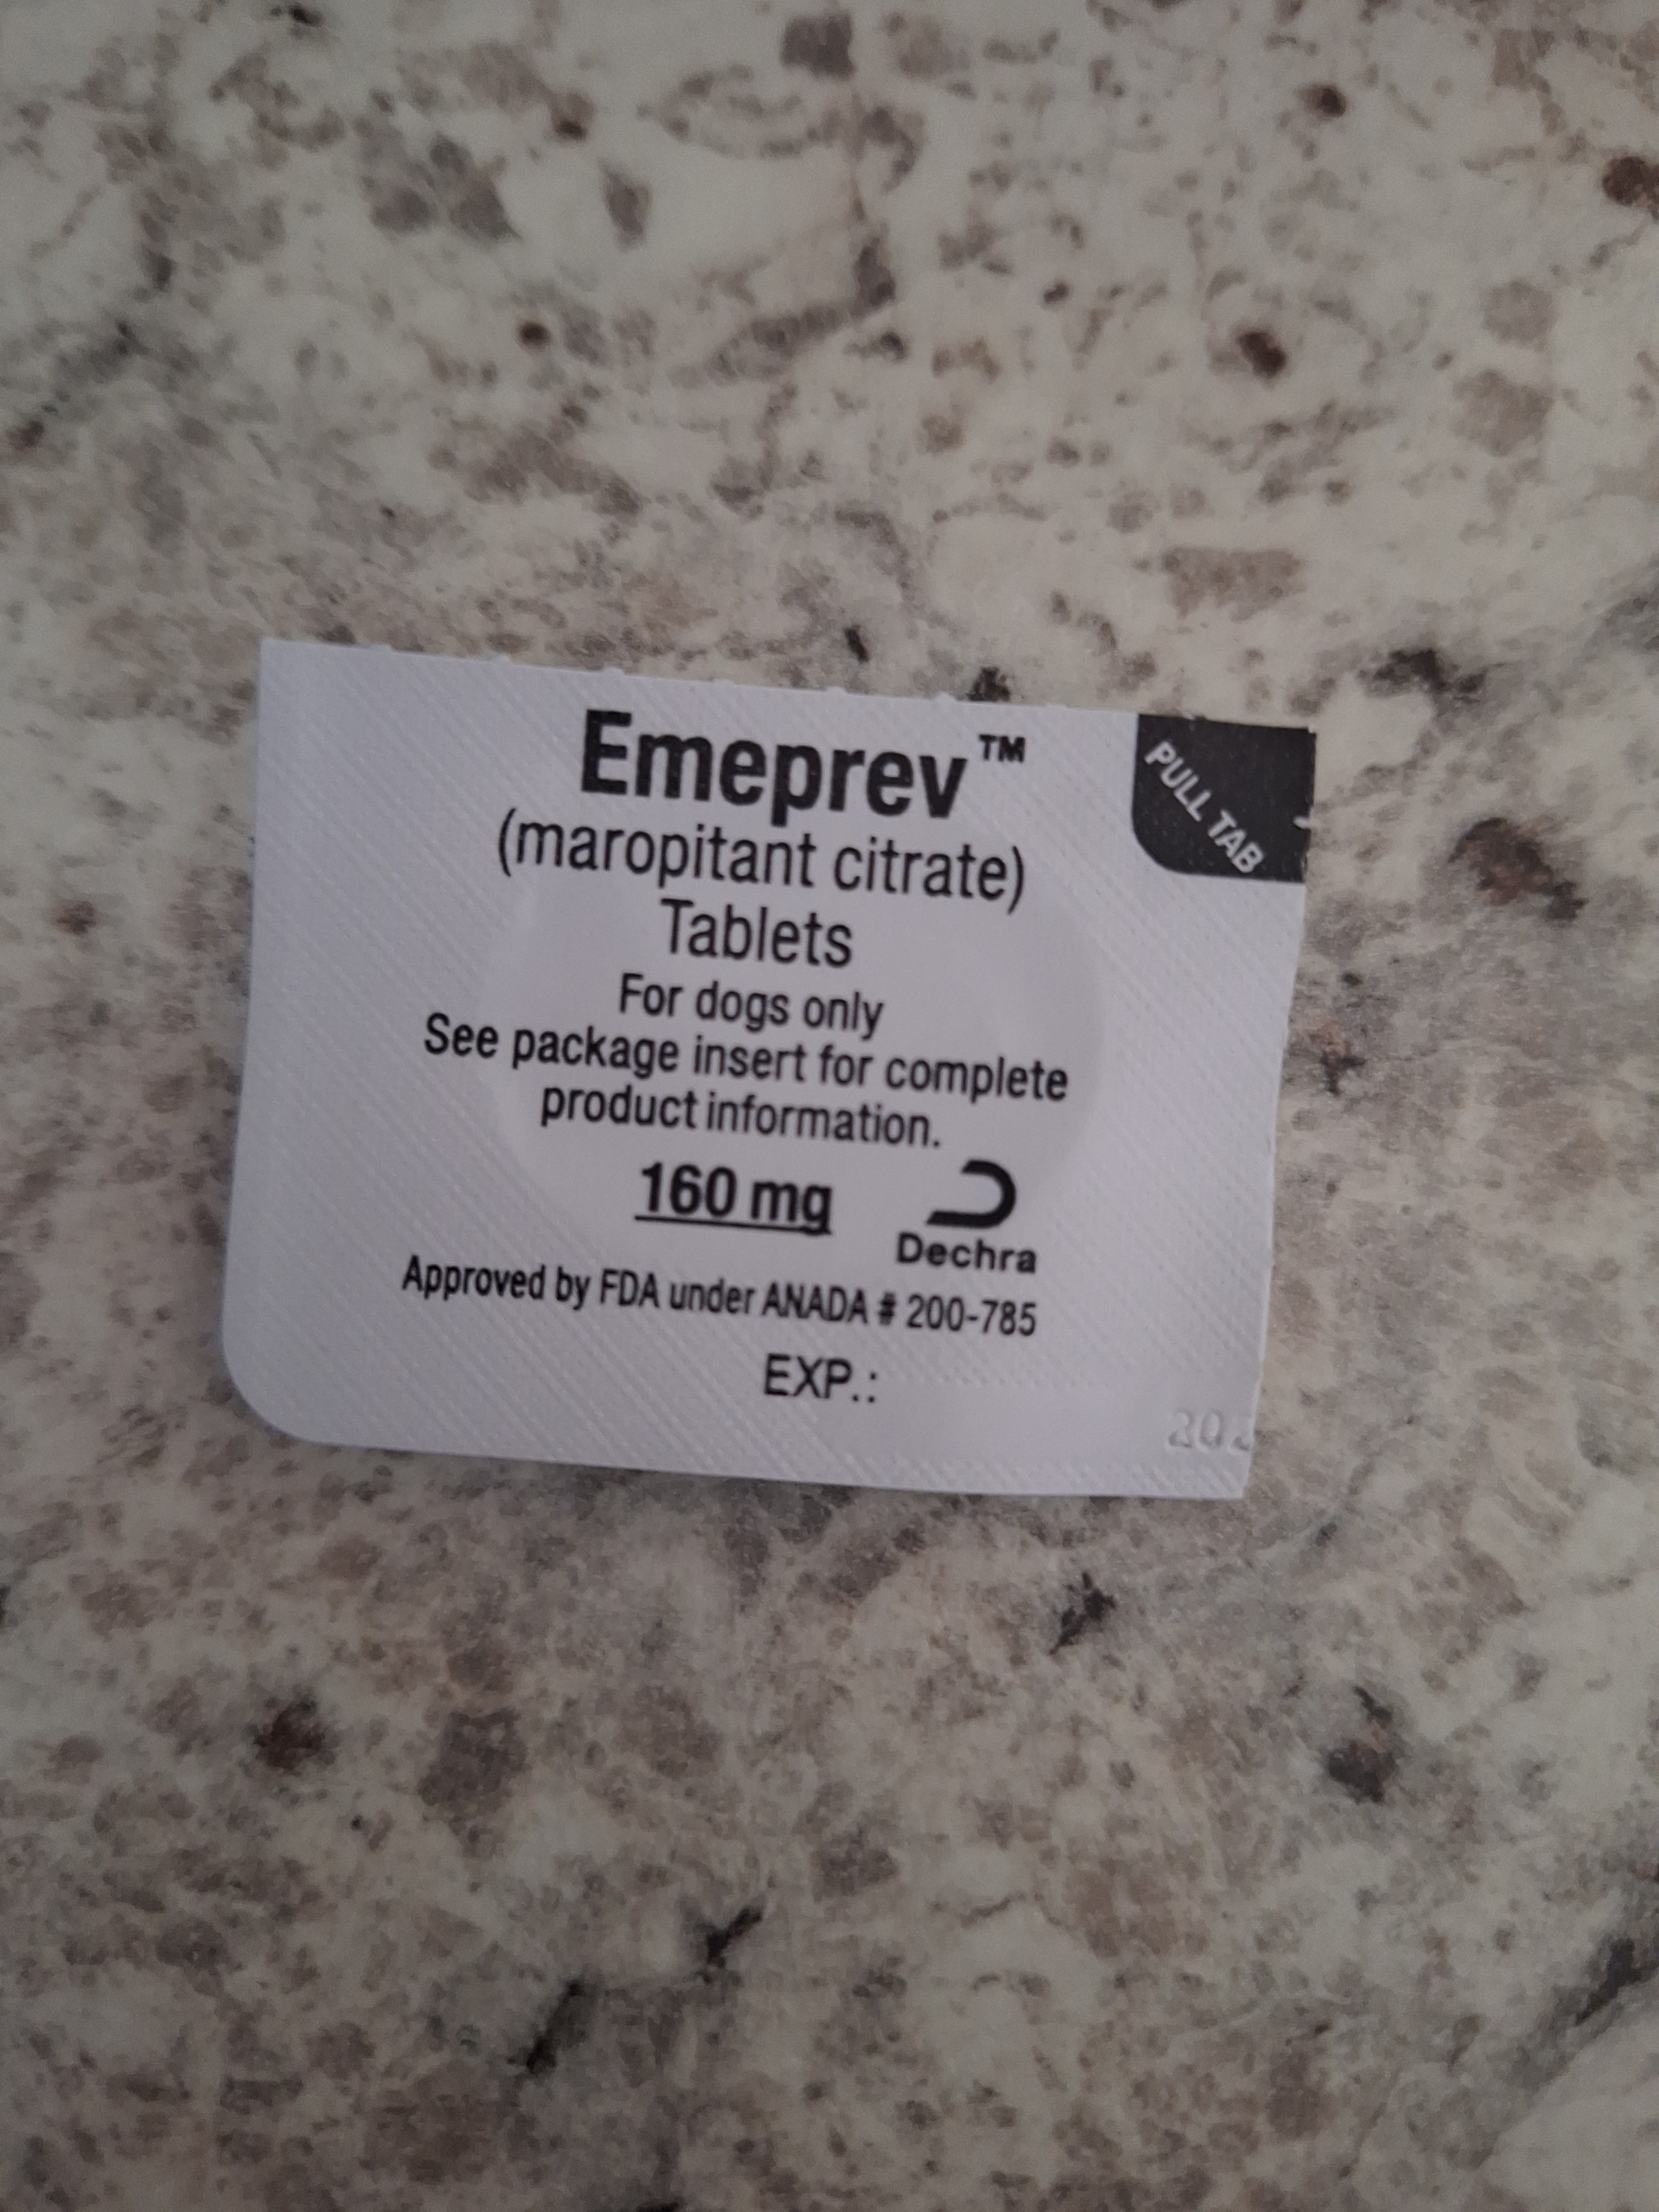 Emeprev™
PULL TAB
(maropitant citrate)
Tablets
For dogs only
See package insert for complete
product information.
160 mg
Dechra
Approved by FDA under ANADA # 200-785
EXP.: